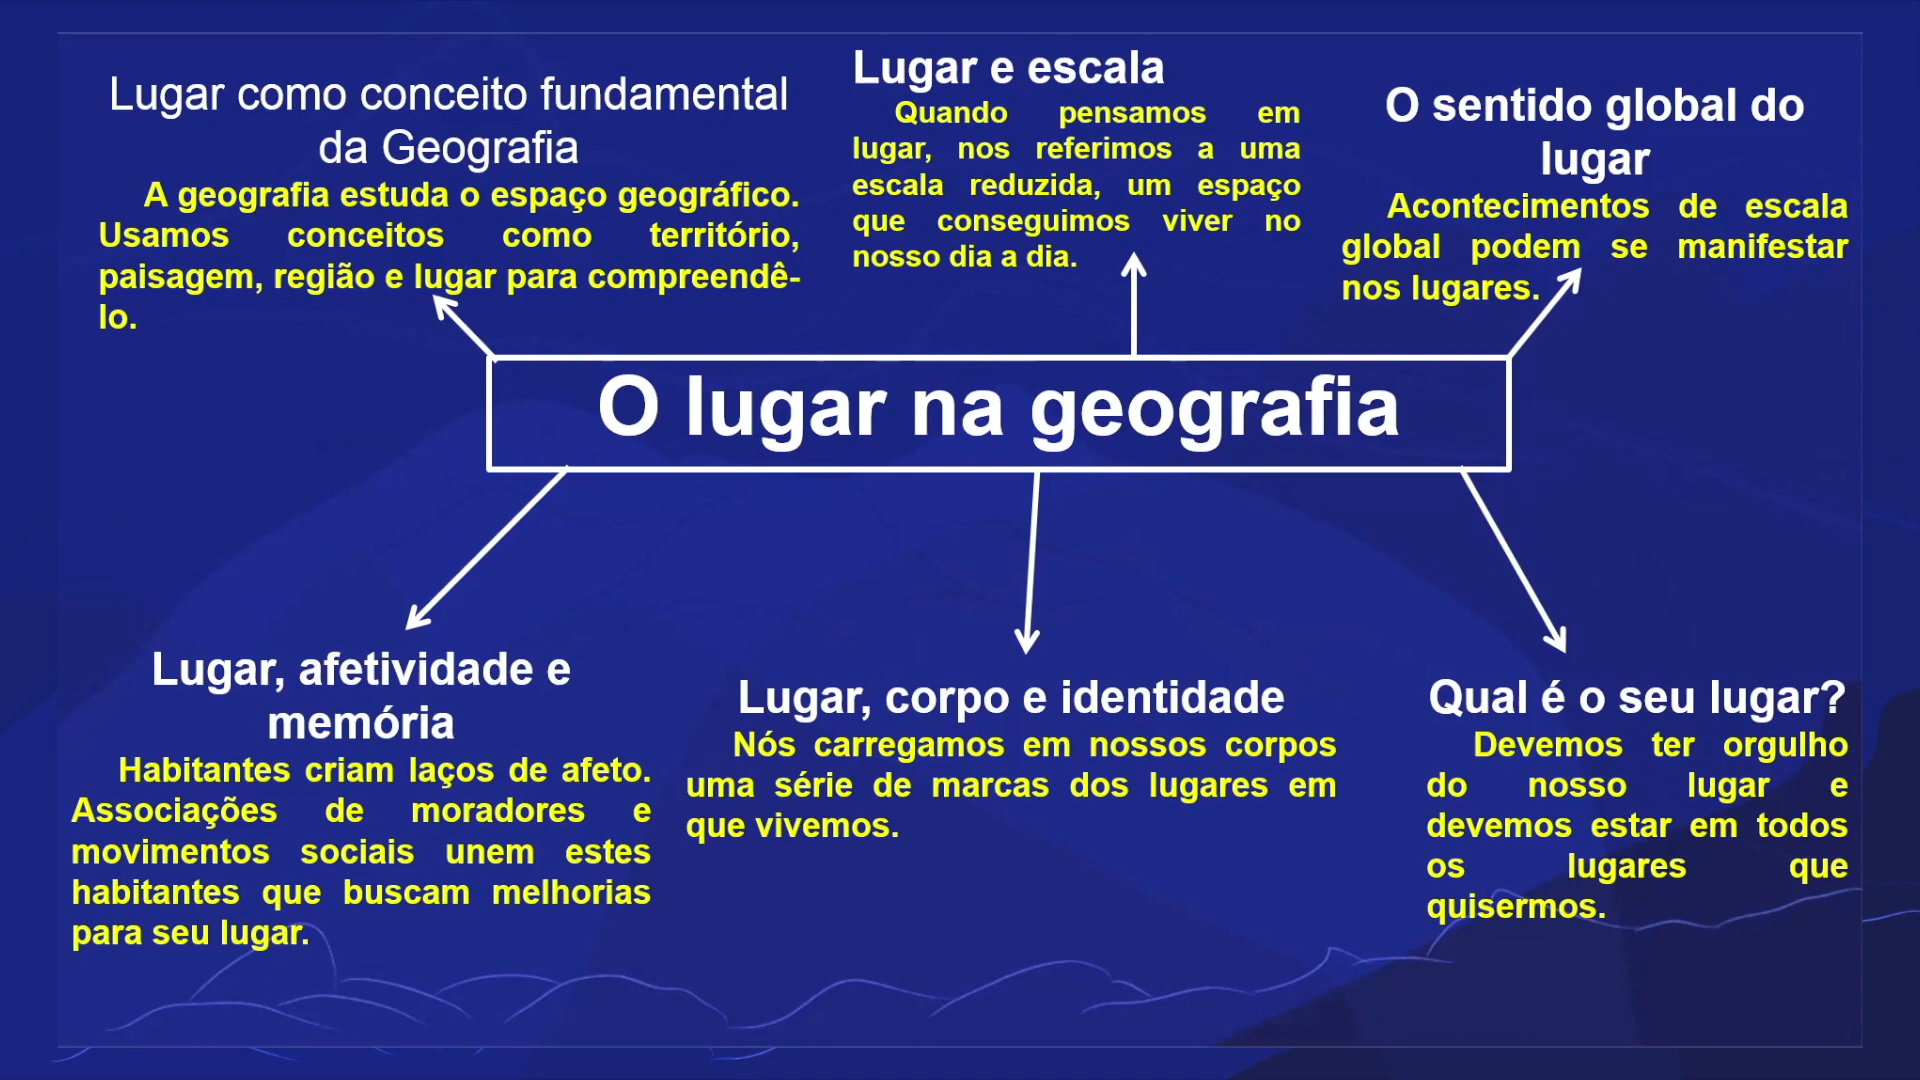 Lugar como conceito fundamental
da Geografia
A geografia estuda o espaço geográfico.
Usamos conceitos como território,
paisagem, região e lugar para compreendê-
lo.
Lugar e escala
Quando pensamos em
lugar, nos referimos a uma
escala reduzida, um espaço
que conseguimos viver no
nosso dia a dia.
O sentido global do
lugar
Acontecimentos de escala
global podem se manifestar
nos lugares.
O lugar na geografia
Lugar, afetividade e
memória
Habitantes criam laços de afeto.
Associações de moradores e
movimentos sociais unem estes
habitantes que buscam melhorias
para seu lugar.
Lugar, corpo e identidade
Nós carregamos em nossos corpos
uma série de marcas dos lugares em
que vivemos.
Qual é o seu lugar?
Devemos ter orgulho
do nosso lugar e
devemos estar em todos
os lugares que
quisermos.